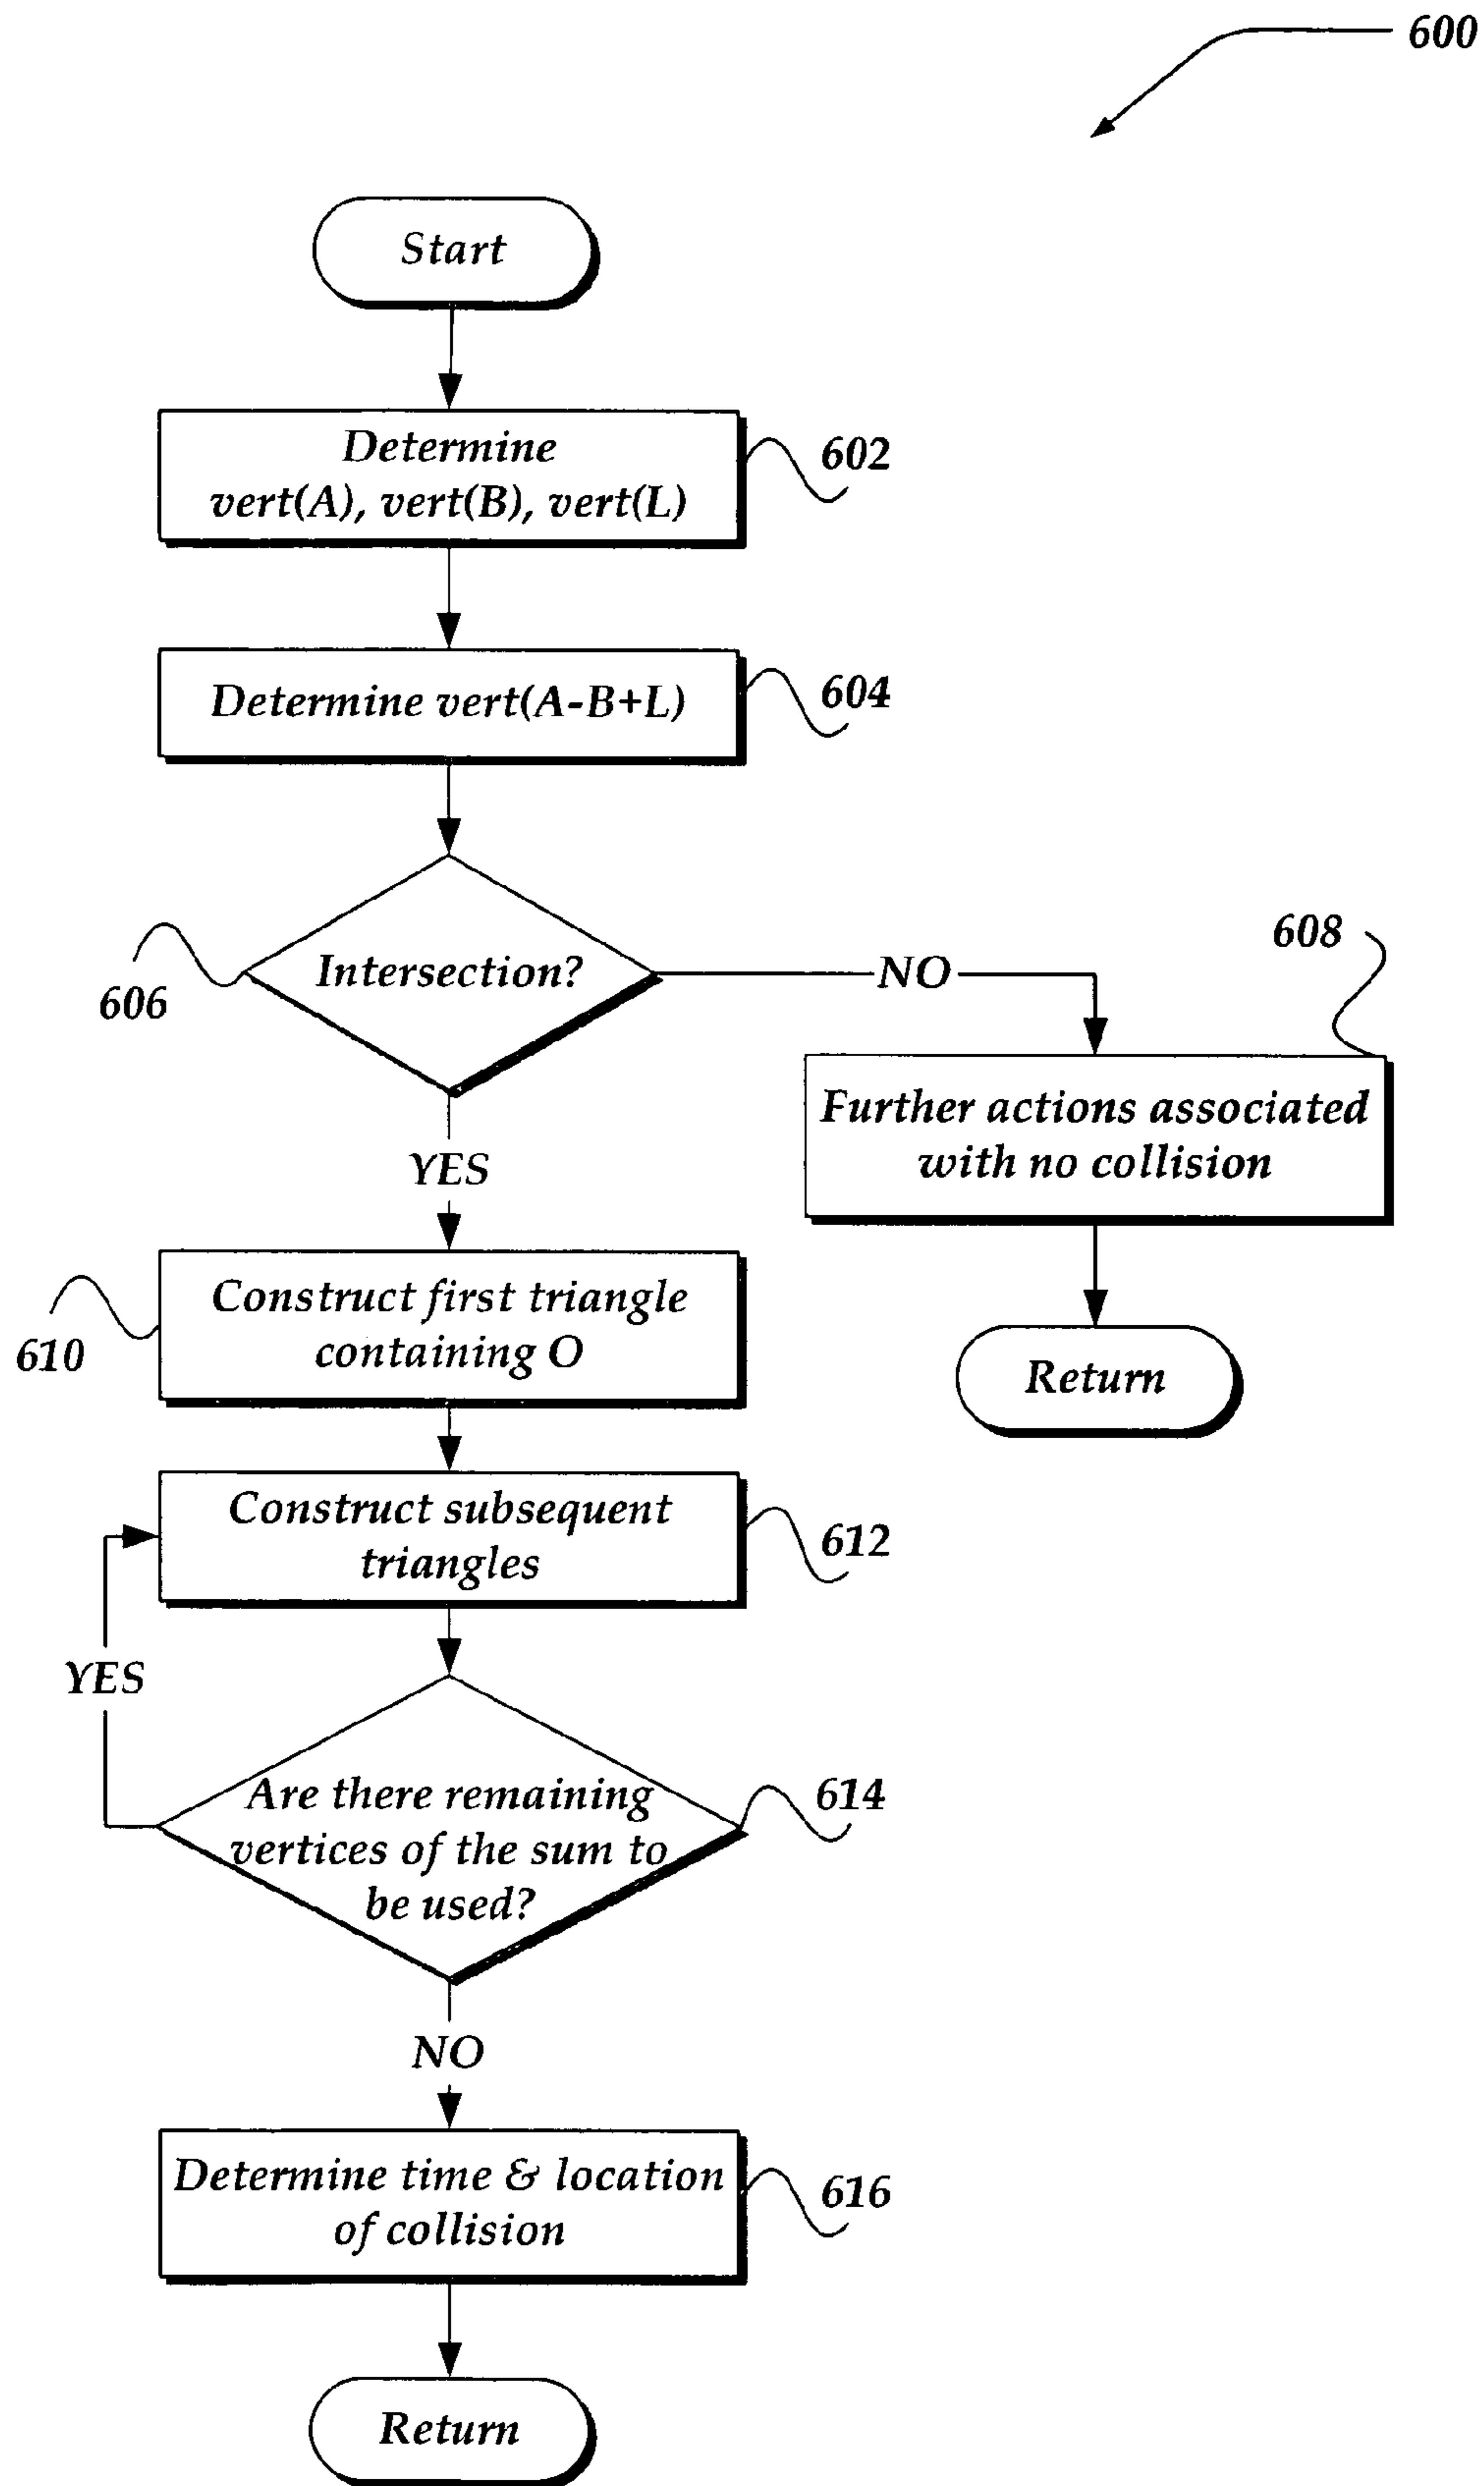 600
Start
Determine
vert(A), vert(B), vert(L)
602
Determine vert(A-B+L)
604
Intersection?
606
NO
608
Further actions associated
with no collision
Return
YES
Construct first triangle
containing O
610
Construct subsequent
triangles
612
YES
Are there remaining
vertices of the sum to
be used?
614
NO
Determine time & location
of collision
616
Return